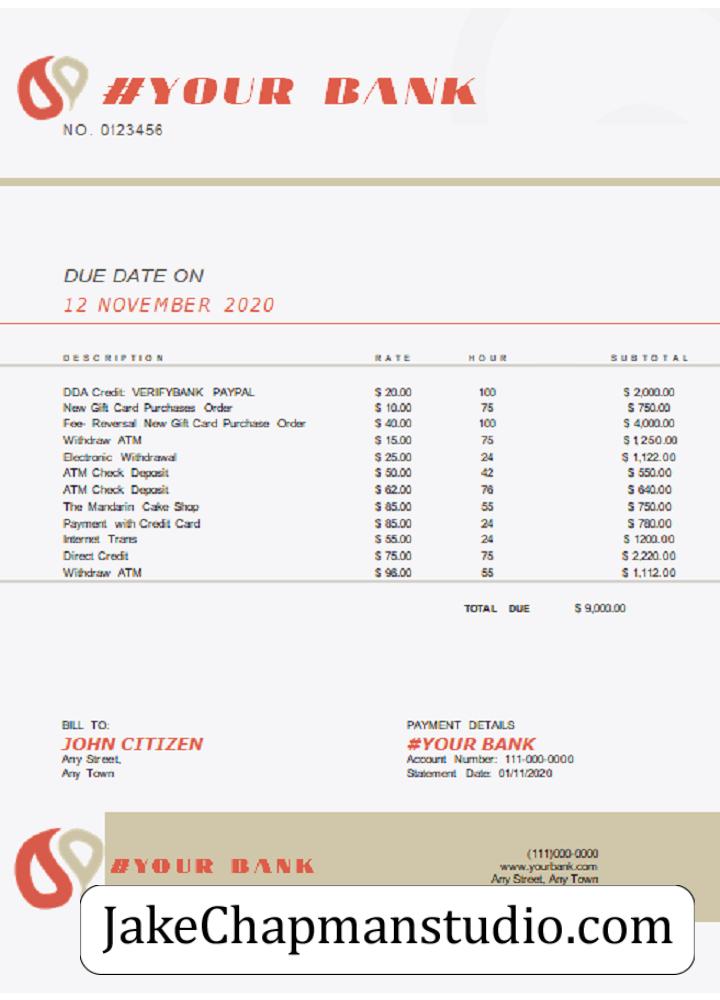 #YOUR BANK
NO. 0123456
DUE DATE ON
12 NOVEMBER 2020
DESCRIPTION RATE HOUR SUBTOTAL
DDA Credit: VERIFYBANK PAYPAL $ 20.00 100 $ 2,000.00
New Gift Card Purchases Order $ 10.00 75 $ 750.00
Fee- Reversal New Gift Card Purchase Order $ 40.00 100 $ 4,000.00
Withdraw ATM $ 15.00 75 $ 1,250.00
Electronic Withdrawal $ 25.00 24 $ 1,122.00
ATM Check Deposit $ 50.00 42 $ 550.00
ATM Check Deposit $ 62.00 76 $ 640.00
The Mandarin Cake Shop $ 85.00 55 $ 750.00
Payment with Credit Card $ 85.00 24 $ 780.00
Internet Trans $ 55.00 24 $ 1200.00
Direct Credit $ 75.00 75 $ 2,220.00
Withdraw ATM $ 98.00 55 $ 1,112.00
TOTAL DUE $ 9,000.00
BILL TO:
JOHN CITIZEN
Any Street,
Any Town
PAYMENT DETAILS
#YOUR BANK
Account Number: 111-000-0000
Statement Date: 01/11/2020
#YOUR BANK
(111)000-0000
www.yourbank.com
Any Street, Any Town
JakeChapmanstudio.com